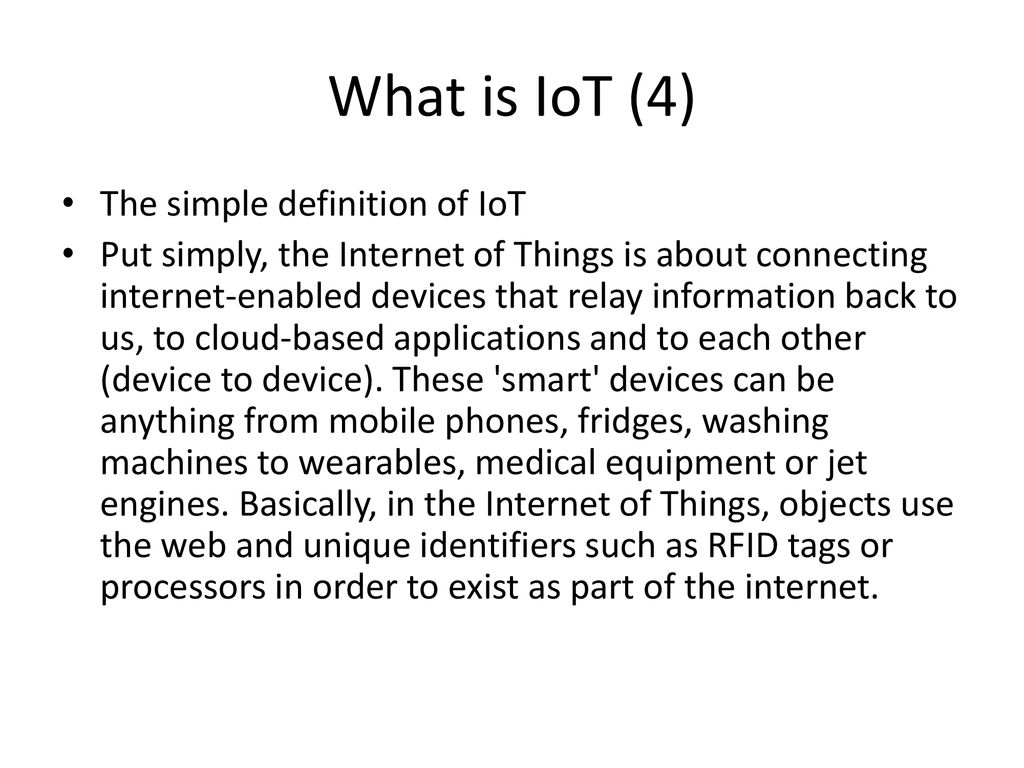 What is IoT (4)
• The simple definition of IoT
• Put simply, the Internet of Things is about connecting
internet-enabled devices that relay information back to
us, to cloud-based applications and to each other
(device to device). These 'smart' devices can be
anything from mobile phones, fridges, washing
machines to wearables, medical equipment or jet
engines. Basically, in the Internet of Things, objects use
the web and unique identifiers such as RFID tags or
processors in order to exist as part of the internet.